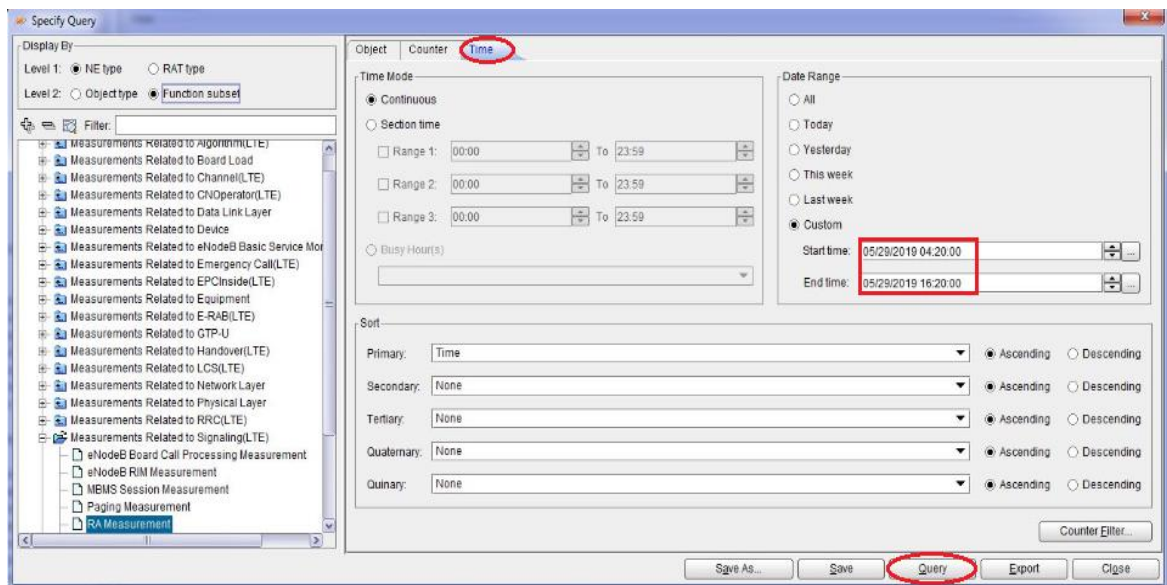 Specify Query
Display By
Level 1: NE type RAT type
Level 2: Object type Function subset
Filter:
Measurements Related to Algorithm(LTE)
Measurements Related to Board Load
Measurements Related to Channel(LTE)
Measurements Related to CNOperator(LTE)
Measurements Related to Data Link Layer
Measurements Related to Device
Measurements Related to eNodeB Basic Service Mor
Measurements Related to Emergency Call(LTE)
Measurements Related to EPCInside(LTE)
Measurements Related to Equipment
Measurements Related to E-RAB(LTE)
Measurements Related to GTP-U
Measurements Related to Handover(LTE)
Measurements Related to LCS(LTE)
Measurements Related to Network Layer
Measurements Related to Physical Layer
Measurements Related to RRC(LTE)
Measurements Related to Signaling(LTE)
eNodeB Board Call Processing Measurement
eNodeB RIM Measurement
MBMS Session Measurement
Paging Measurement
RA Measurement
Object Counter Time
Time Mode
Continuous
Section time
Range 1: 00:00 To 23:59
Range 2: 00:00 To 23:59
Range 3: 00:00 To 23:59
Busy Hour(s)
Date Range
All
Today
Yesterday
This week
Last week
Custom
Start time: 05/29/2019 04:20:00 ...
End time: 05/29/2019 16:20:00 ...
Sort
Primary: Time Ascending Descending
Secondary: None Ascending Descending
Tertiary: None Ascending Descending
Quaternary: None Ascending Descending
Quinary: None Ascending Descending
Counter Filter...
Save As... Save Query Export Close